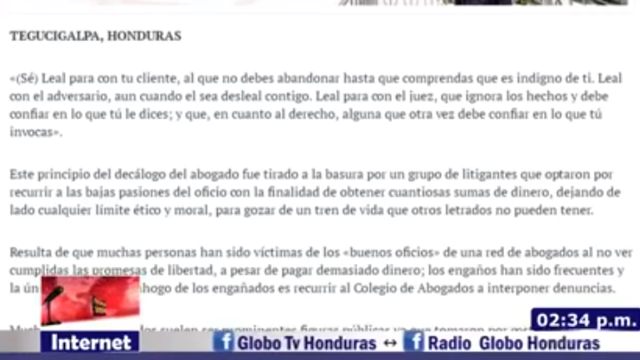 TEGUCIGALPA, HONDURAS
«(Sé) Leal para con tu cliente, al que no debes abandonar hasta que comprendas que es indigno de ti. Leal
con el adversario, aun cuando el sea desleal contigo. Leal para con el juez, que ignora los hechos y debe
confiar en lo que tú le dices; y que, en cuanto al derecho, alguna que otra vez debe confiar en lo que tú
invocas».
Este principio del decálogo del abogado fue tirado a la basura por un grupo de litigantes que optaron por
recurrir a las bajas pasiones del oficio con la finalidad de obtener cuantiosas sumas de dinero, dejando de
lado cualquier límite ético y moral, para gozar de un tren de vida que otros letrados no pueden tener.
Resulta de que muchas personas han sido víctimas de los «buenos oficios» de una red de abogados al no ver
cumplidas las promesas de libertad, a pesar de pagar demasiado dinero; los engaños han sido frecuentes y
la ún ahogo de los engañados es recurrir al Colegio de Abogados a interponer denuncias.
02:34 p.m.
Internet
Globo Tv Honduras ↔ Radio Globo Honduras